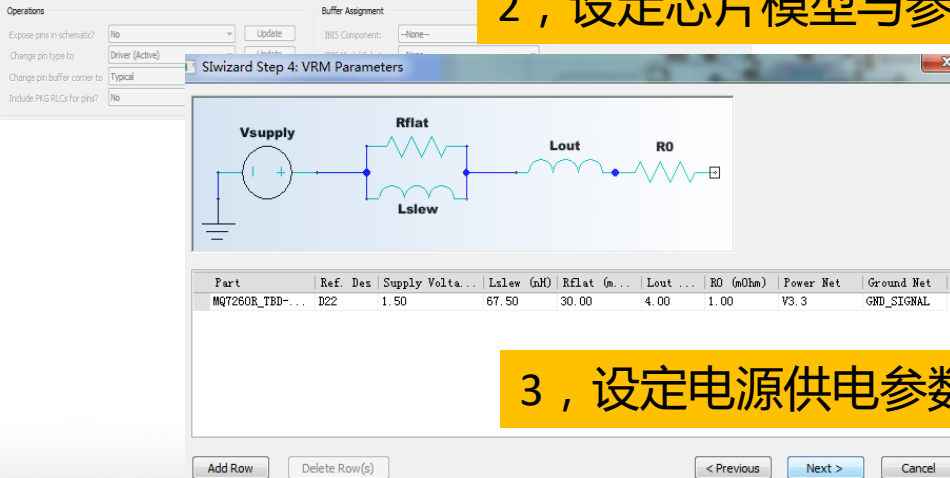 Operations
Buffer Assignment
2，设定芯片模型与参
Expose pins in schematic? No Update IBIS Component: --None--
Change pin type to Driver (Active)
Change pin buffer corner to Typical
Include PKG RLCs for pins? No
SIwizard Step 4: VRM Parameters
Vsupply
Rflat
Lslew
Lout
R0
Part Ref. Des Supply Volta... Lslew (nH) Rflat (m... Lout ... R0 (mOhm) Power Net Ground Net
MQ7260R_TBD-... D22 1.50 67.50 30.00 4.00 1.00 V3.3 GND_SIGNAL
3，设定电源供电参数
Add Row Delete Row(s) < Previous Next > Cancel